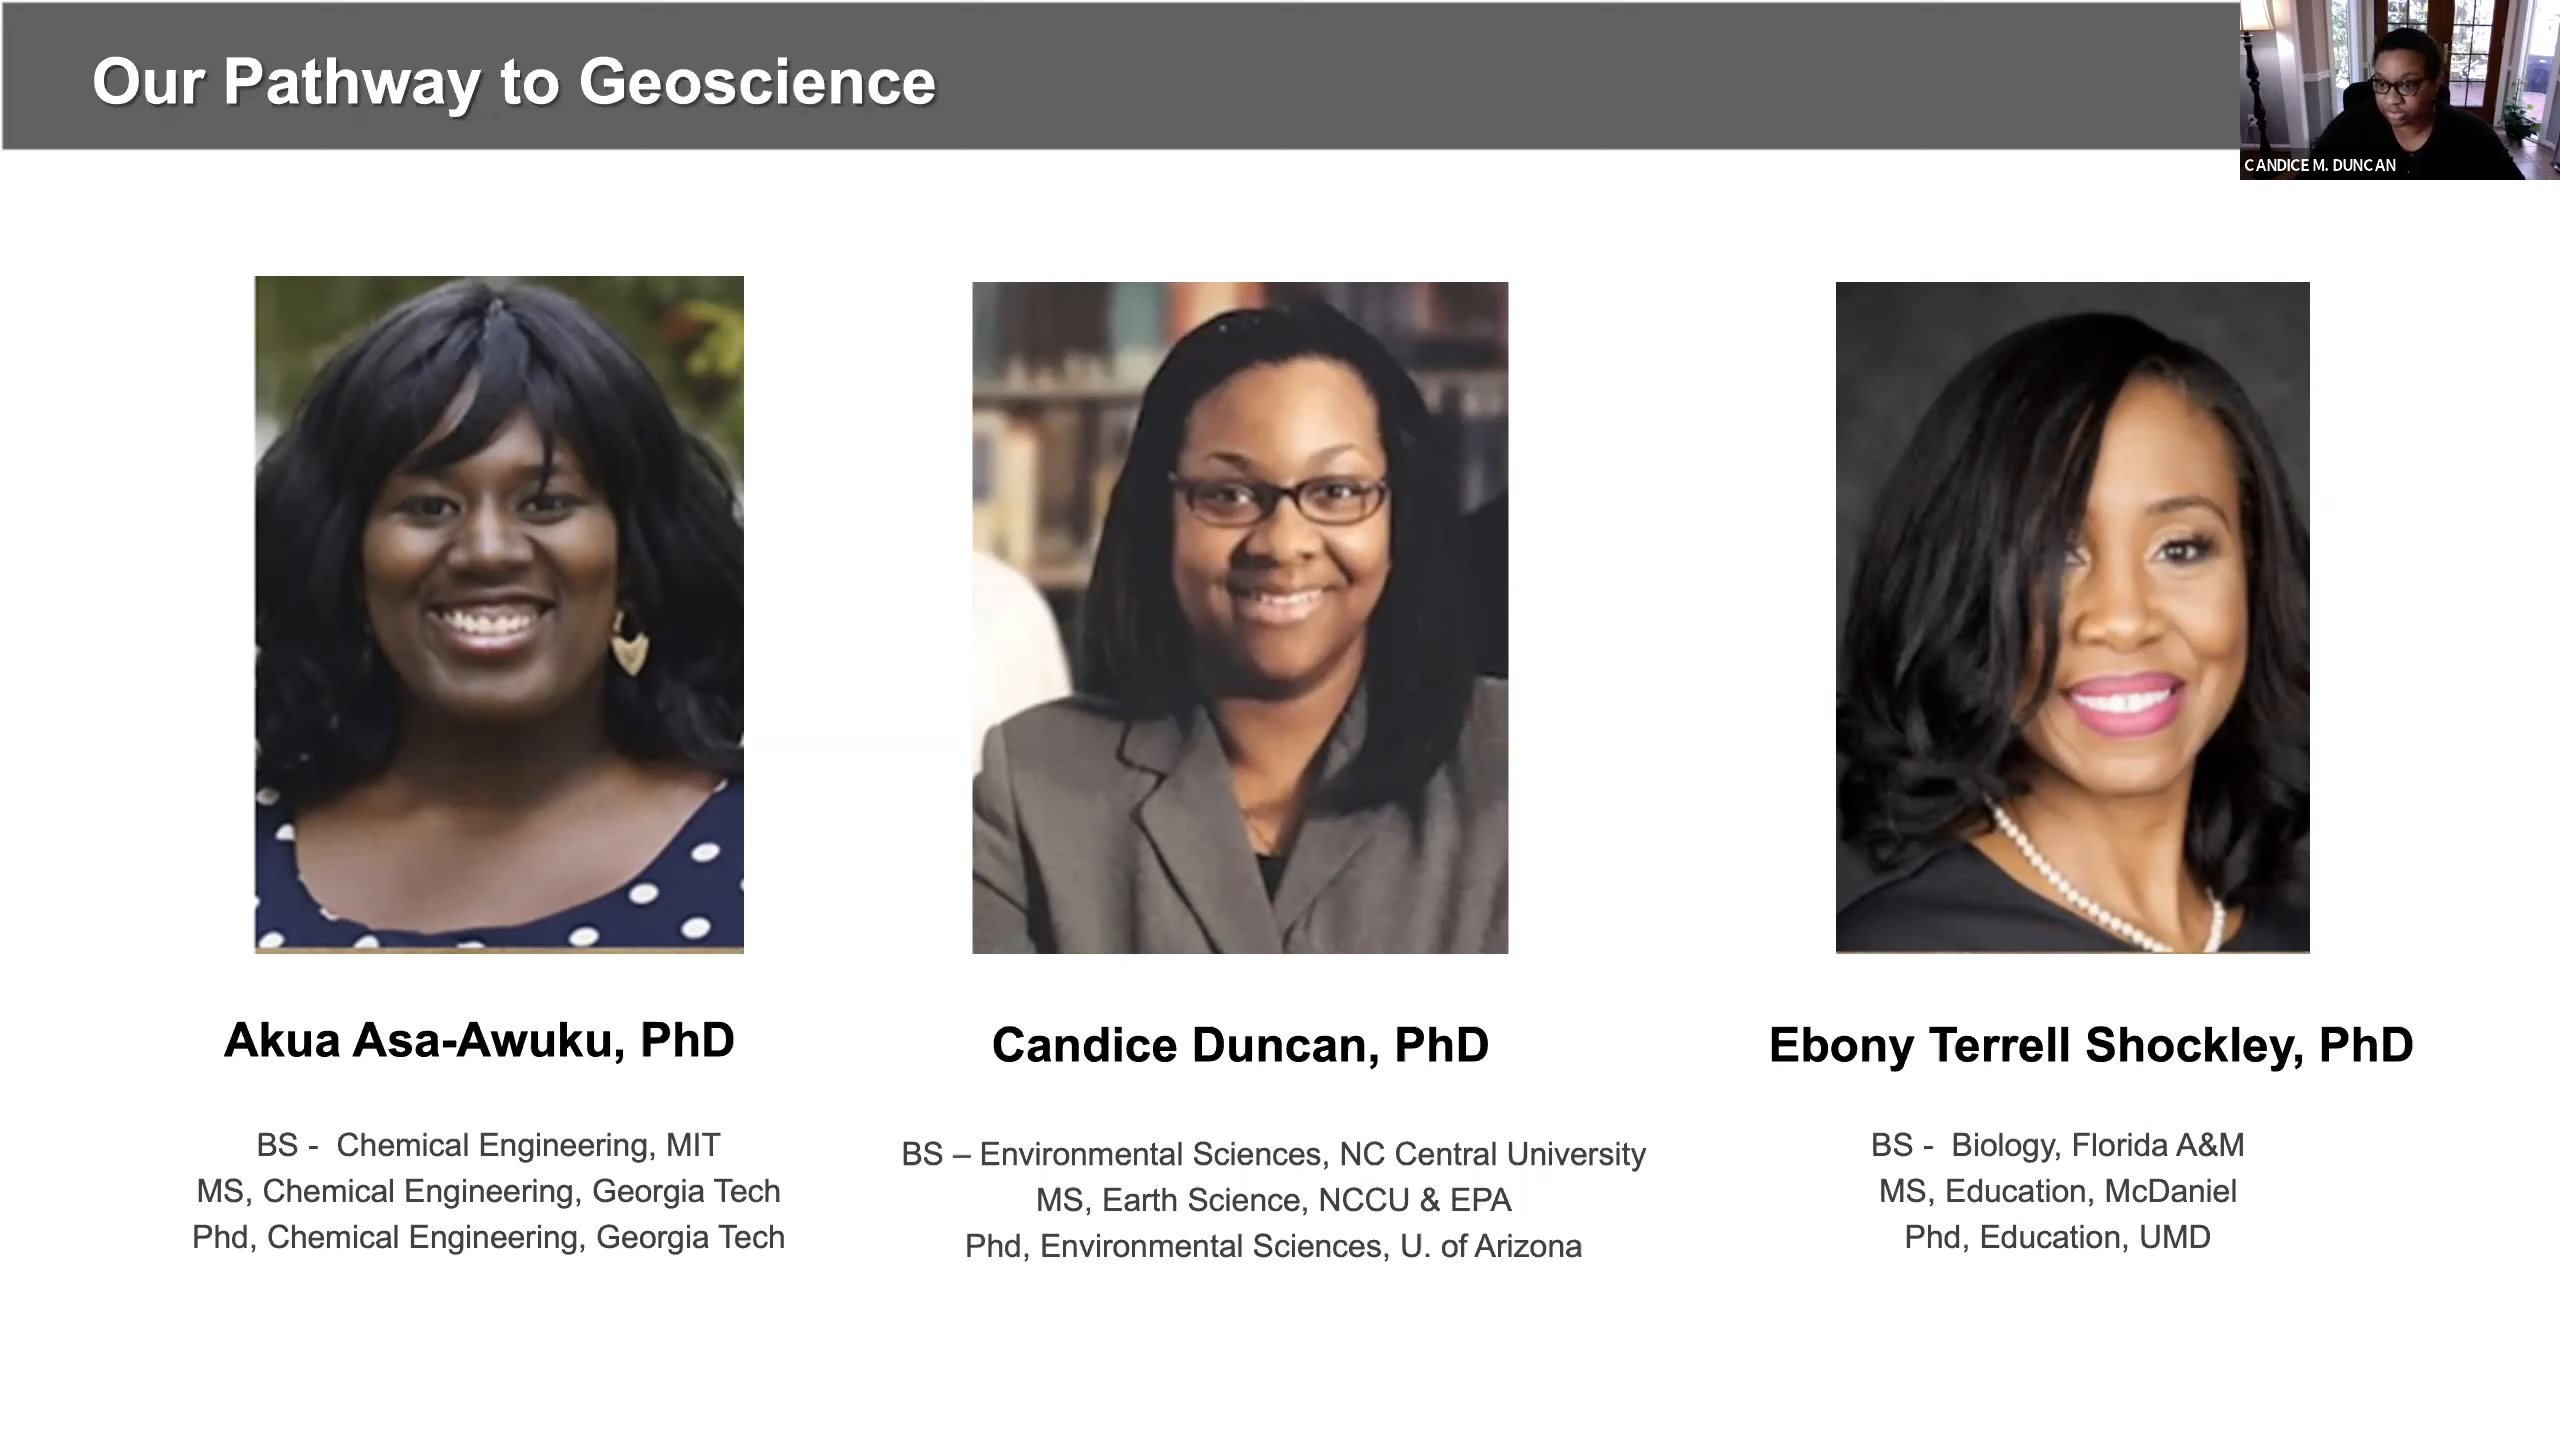 Our Pathway to Geoscience
CANDICE M. DUNCAN
Akua Asa-Awuku, PhD
BS - Chemical Engineering, MIT
MS, Chemical Engineering, Georgia Tech
Phd, Chemical Engineering, Georgia Tech
Candice Duncan, PhD
BS – Environmental Sciences, NC Central University
MS, Earth Science, NCCU & EPA
Phd, Environmental Sciences, U. of Arizona
Ebony Terrell Shockley, PhD
BS - Biology, Florida A&M
MS, Education, McDaniel
Phd, Education, UMD